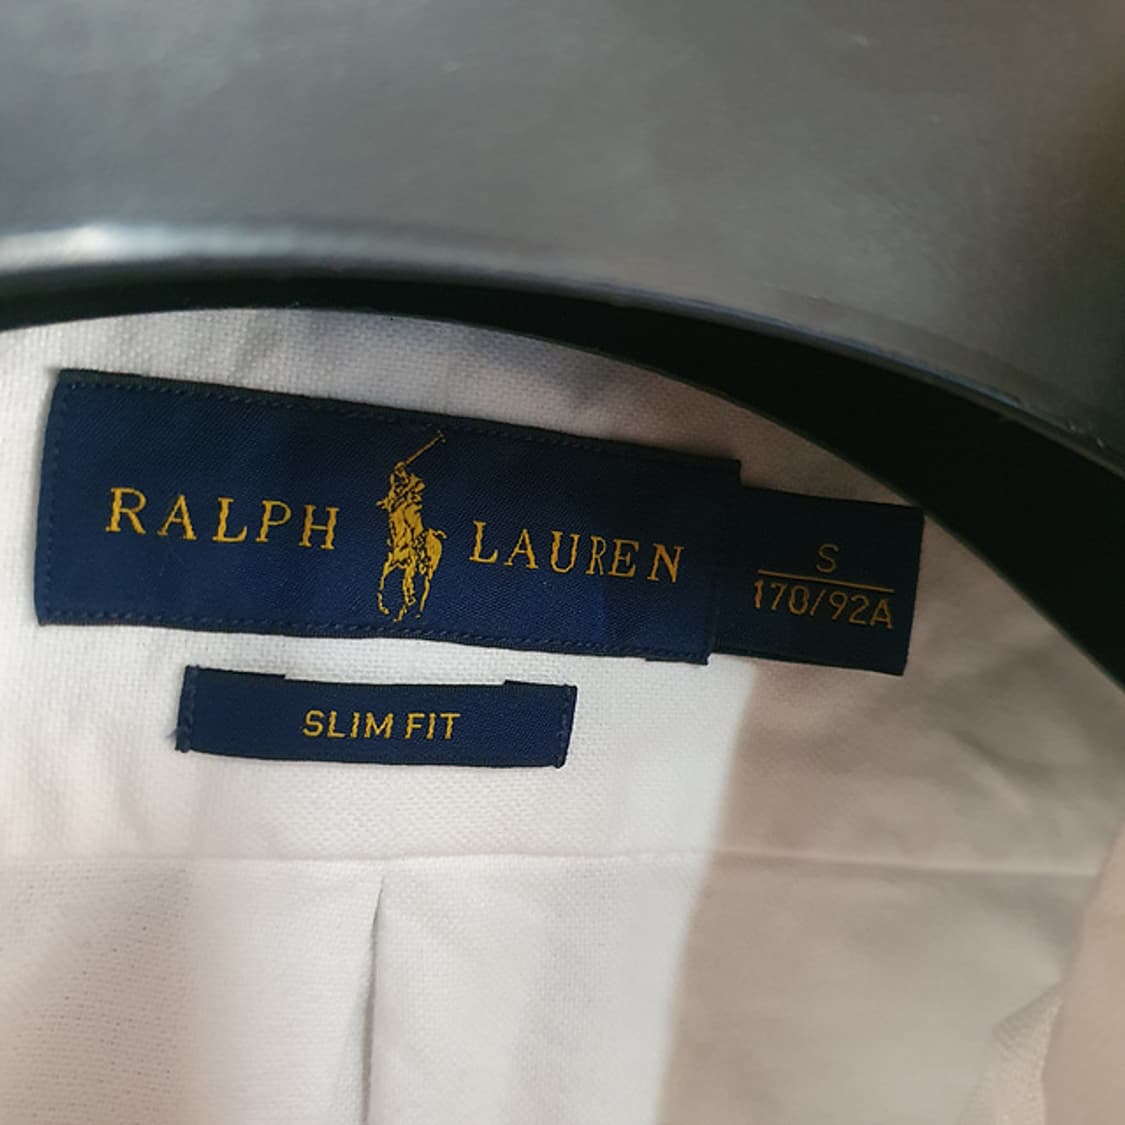 RALPH LAUREN
S
170/92A
SLIM FIT